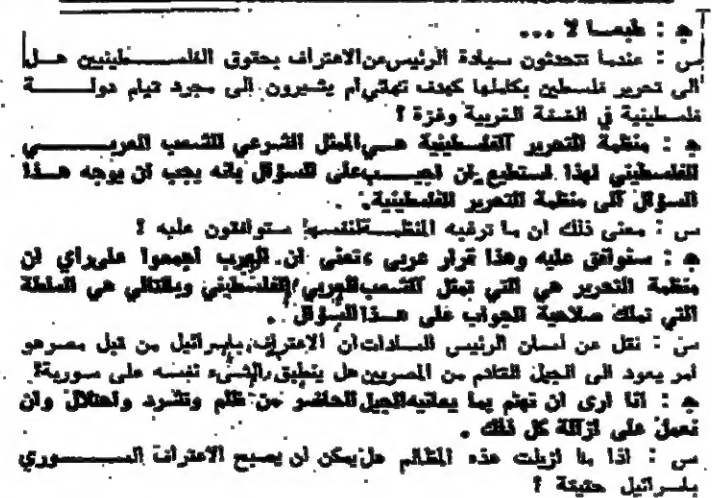 ج : طبعا لا ...
س : عندما تتحدثون سيادة الرئيس عن الاعتراف بحقوق الفلسطينيين هل
الى تحرير فلسطين بكاملها كهدف نهائي أم يشيرون الى مجرد قيام دولة
فلسطينية في الضفة الغربية وغزة ؟
ج : منظمة التحرير الفلسطينية هي الممثل الشرعي للشعب العربي
الفلسطيني لهذا استطيع ان اجيب على السؤال بانه يجب ان يوجه هذا
السؤال الى منظمة التحرير الفلسطينية .
س : معنى ذلك ان ما ترغبه المنظمة لنفسها ستوافقون عليه ؟
ج : سنوافق عليه وهذا قرار عربي ، تعنى ان العرب اجمعوا على راي ان
منظمة التحرير هي التي تمثل الشعب العربي الفلسطيني وبالتالي هي السلطة
التي تملك صلاحية الجواب على هذا السؤال .
س : نقل عن لسان الرئيس السادات ان الاعتراف باسرائيل من قبل مصر هو
امر يعود الى الجيل القادم من المصريين هل ينطبق الشيء نفسه على سورية ؟
ج : انا ارى ان نهتم بما يعانيه الجيل الحاضر من ظلم وتشرد واحتلال وان
نعمل على ازالة كل ذلك .
س : اذا ما ازيلت هذه المظالم هل يمكن ان يصبح الاعتراف السوري
باسرائيل حقيقة ؟